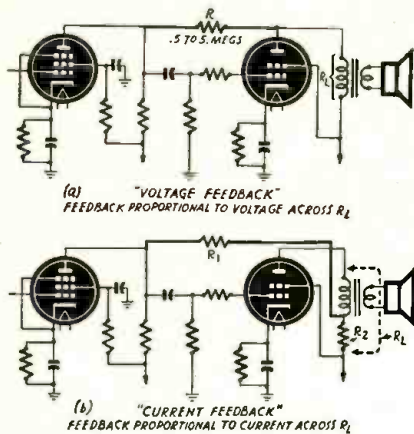 R
.5 TO 5. MEGS
RL
(a) "VOLTAGE FEEDBACK"
FEEDBACK PROPORTIONAL TO VOLTAGE ACROSS RL
R1
R2
RL
(b) "CURRENT FEEDBACK"
FEEDBACK PROPORTIONAL TO CURRENT ACROSS RL